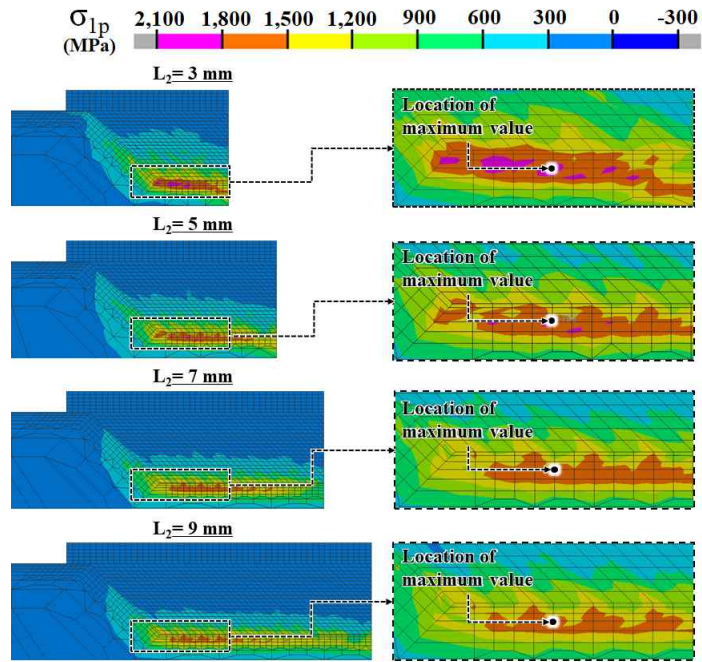 σ1p
(MPa)
2,100 1,800 1,500 1,200 900 600 300 0 -300
L2= 3 mm
Location of
maximum value
L2= 5 mm
Location of
maximum value
L2= 7 mm
Location of
maximum value
L2= 9 mm
Location of
maximum value